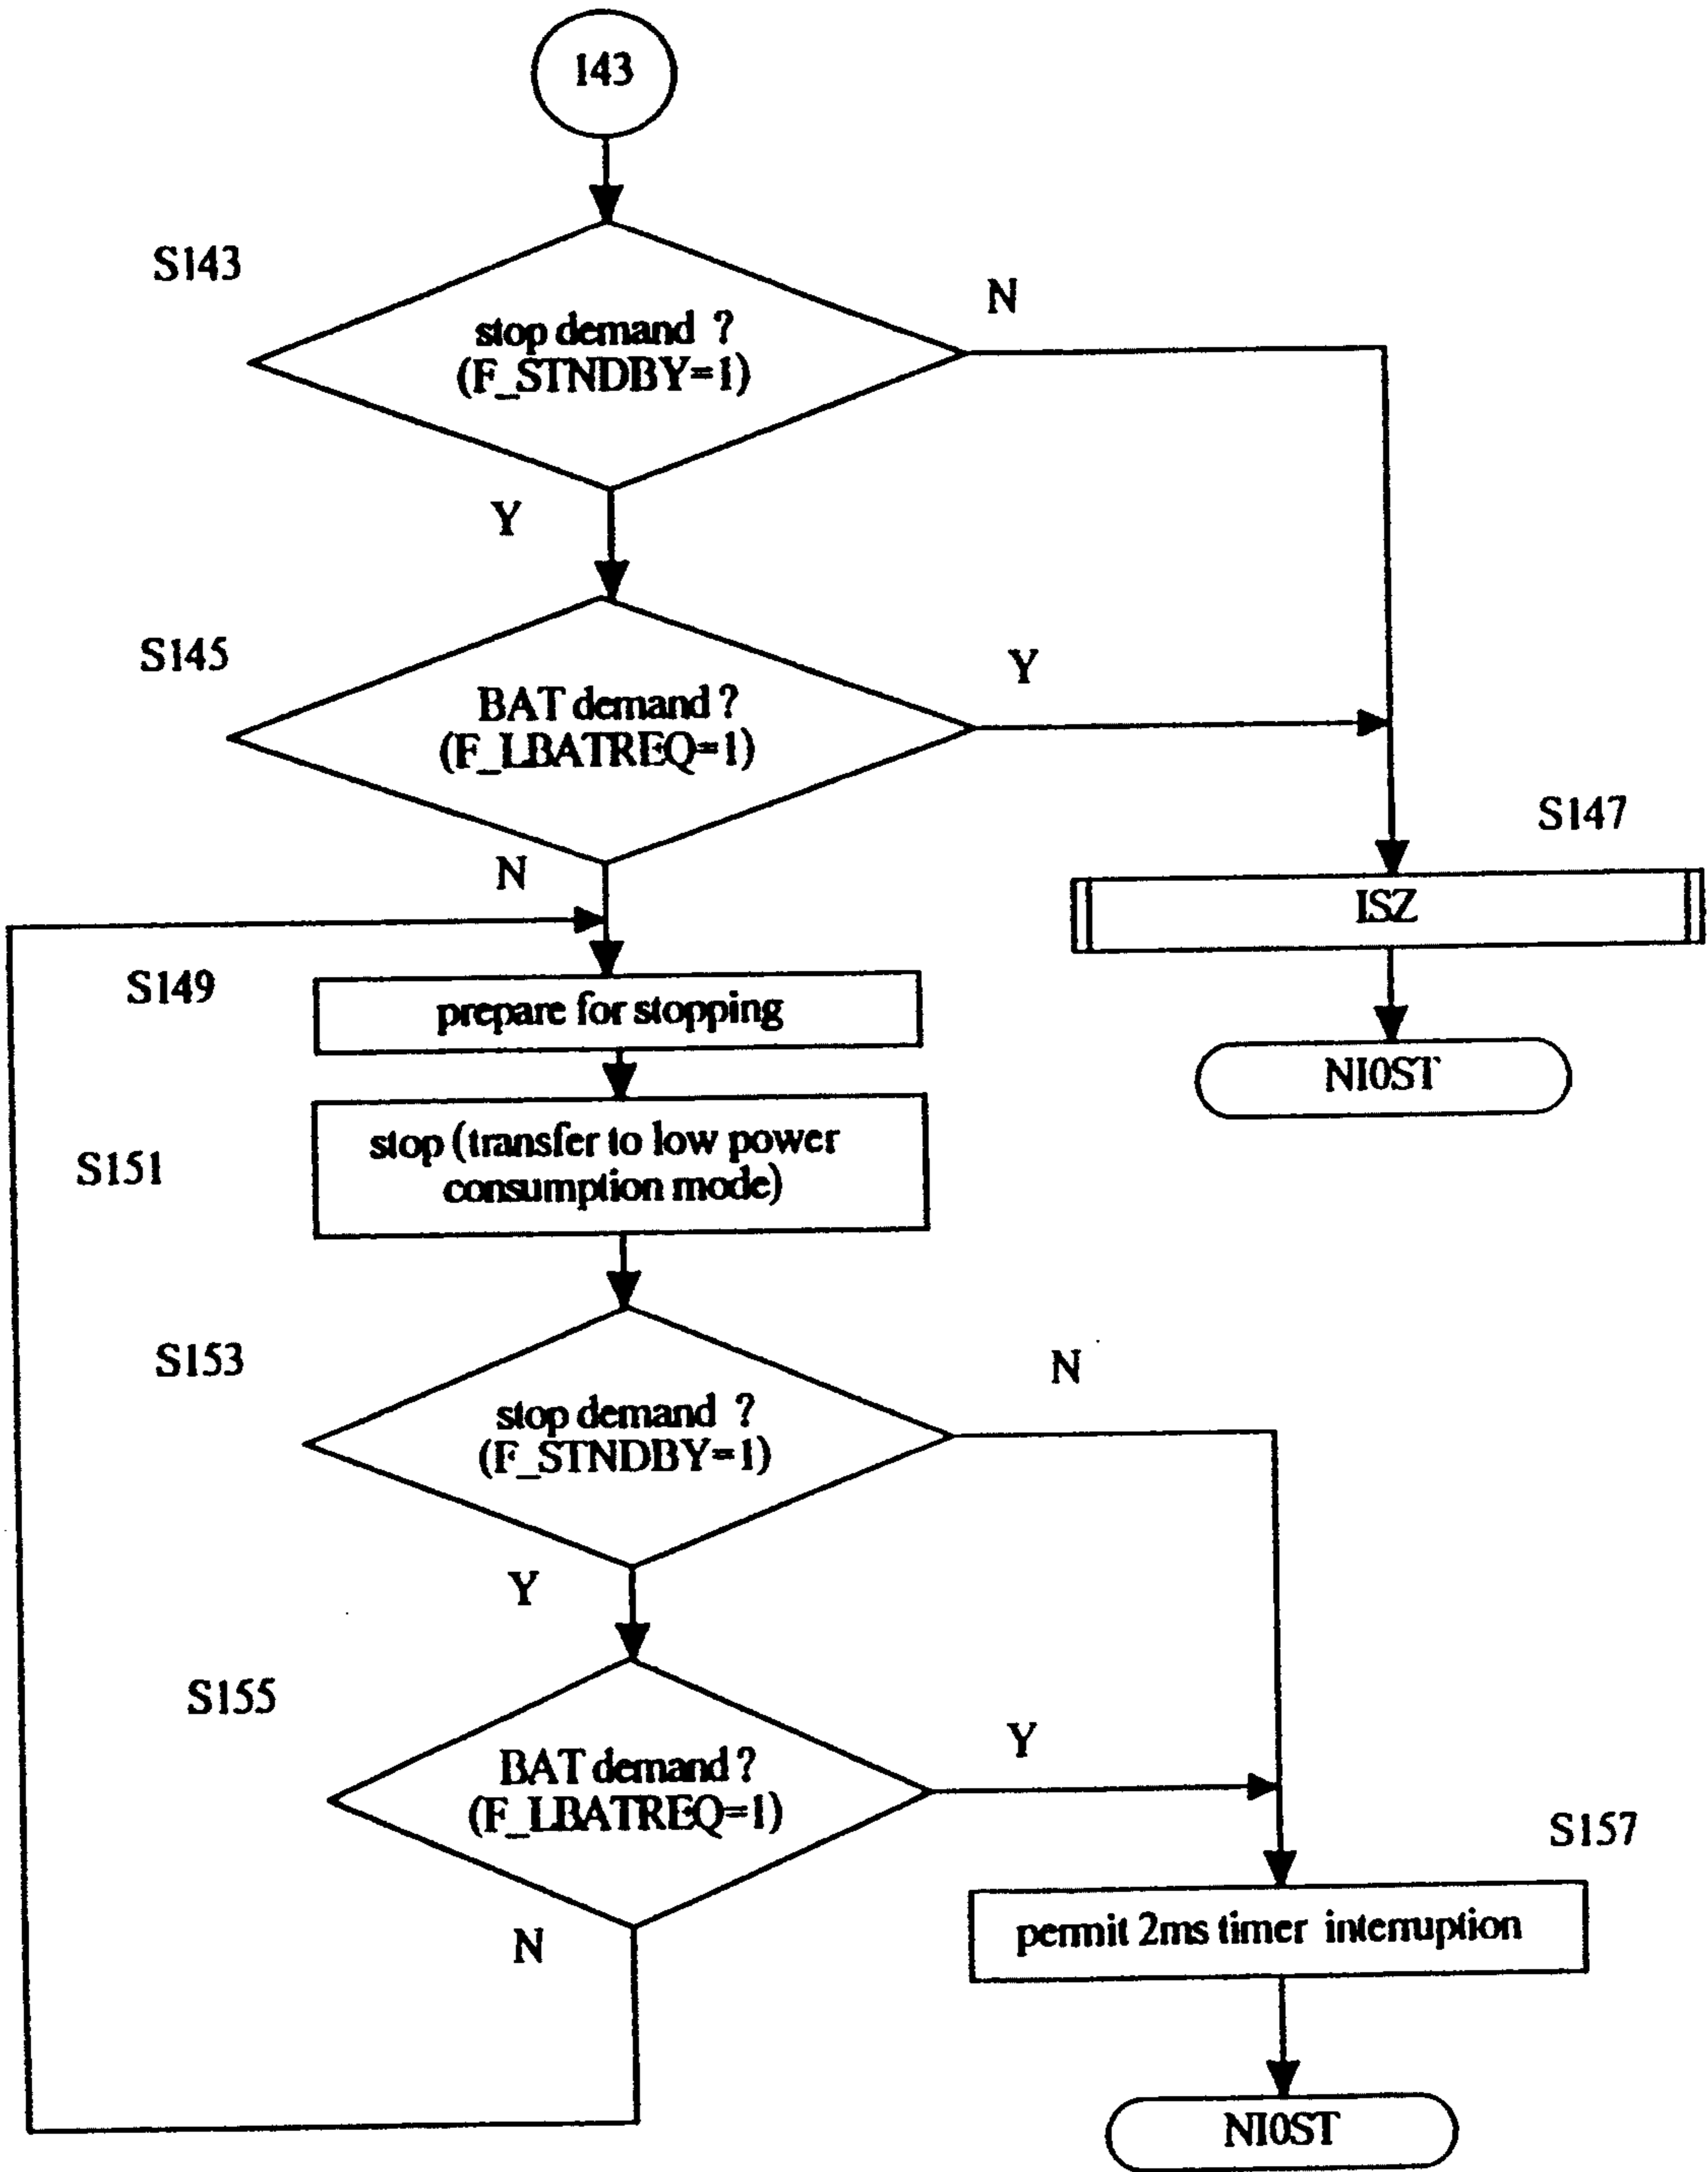 143
S143
stop demand ?
(F_STNDBY=1)
N
Y
S145
BAT demand ?
(F_LBATREQ=1)
Y
N
S147
ISZ
NI0ST
S149
prepare for stopping
S151
stop (transfer to low power
consumption mode)
S153
stop demand ?
(F_STNDBY=1)
N
Y
S155
BAT demand ?
(F_LBATREQ=1)
Y
N
S157
permit 2ms timer interruption
NI0ST